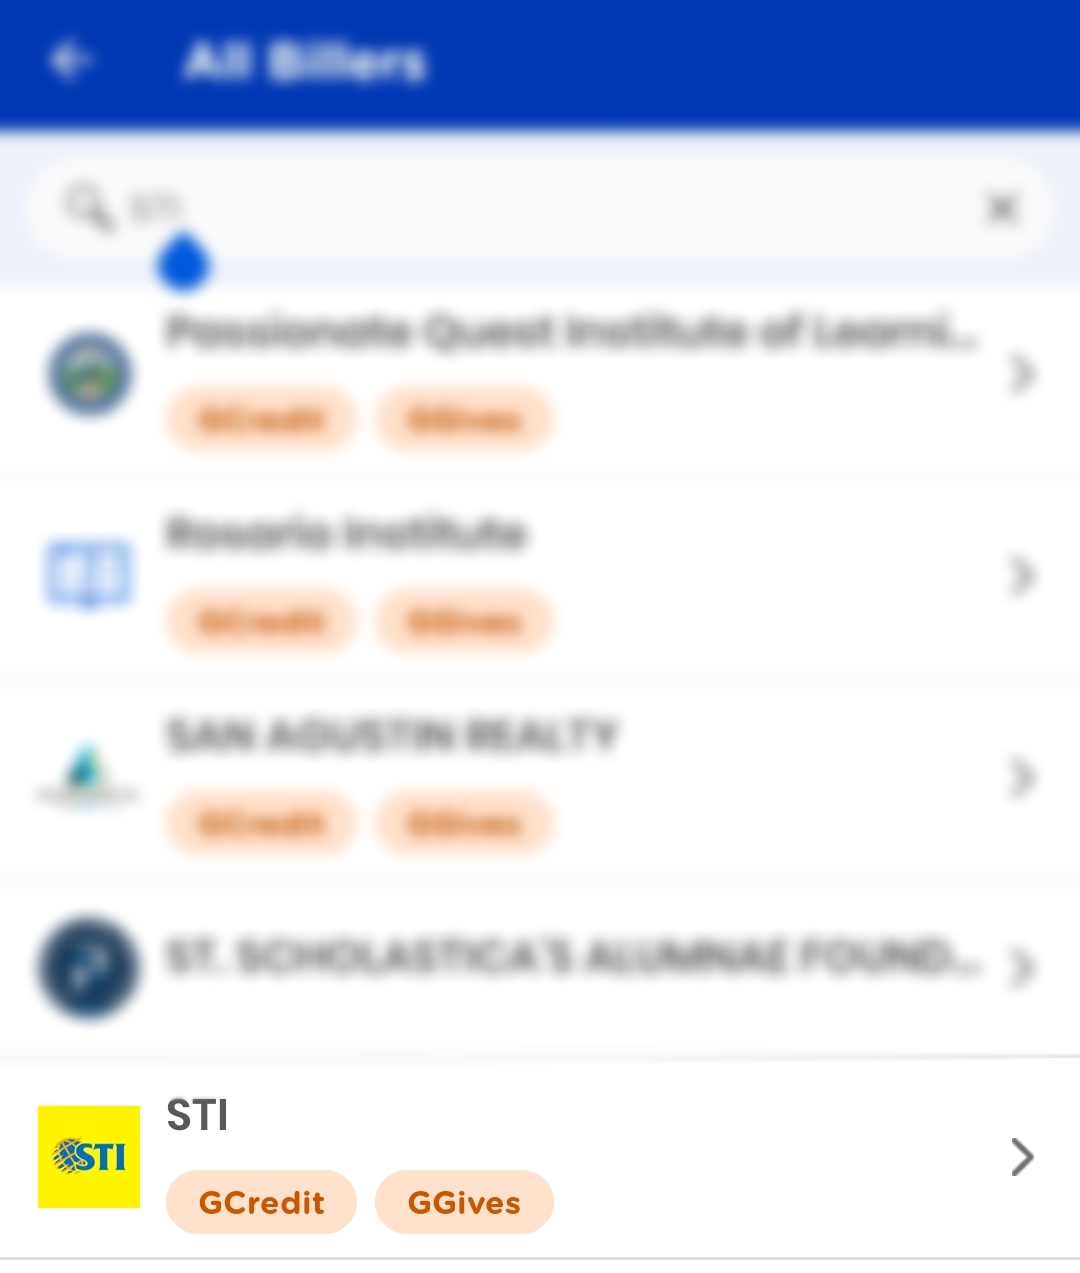 All Billers
STI
Passionate Quest Institute of Learni...
GCredit GGives
Rosario Institute
GCredit GGives
SAN AGUSTIN REALTY
GCredit GGives
ST. SCHOLASTICA'S ALUMNAE FOUND...
STI
STI
GCredit GGives